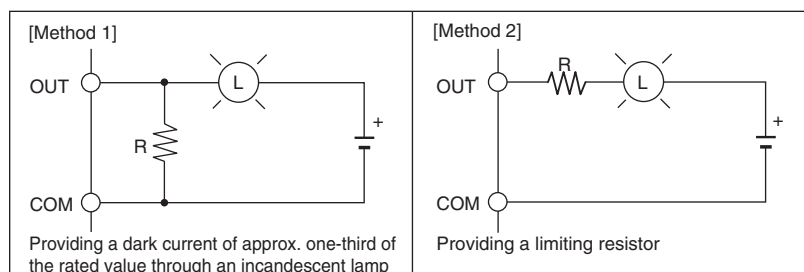 [Method 1]
OUT
L
R
+
COM
Providing a dark current of approx. one-third of
the rated value through an incandescent lamp
[Method 2]
OUT
R
L
+
COM
Providing a limiting resistor